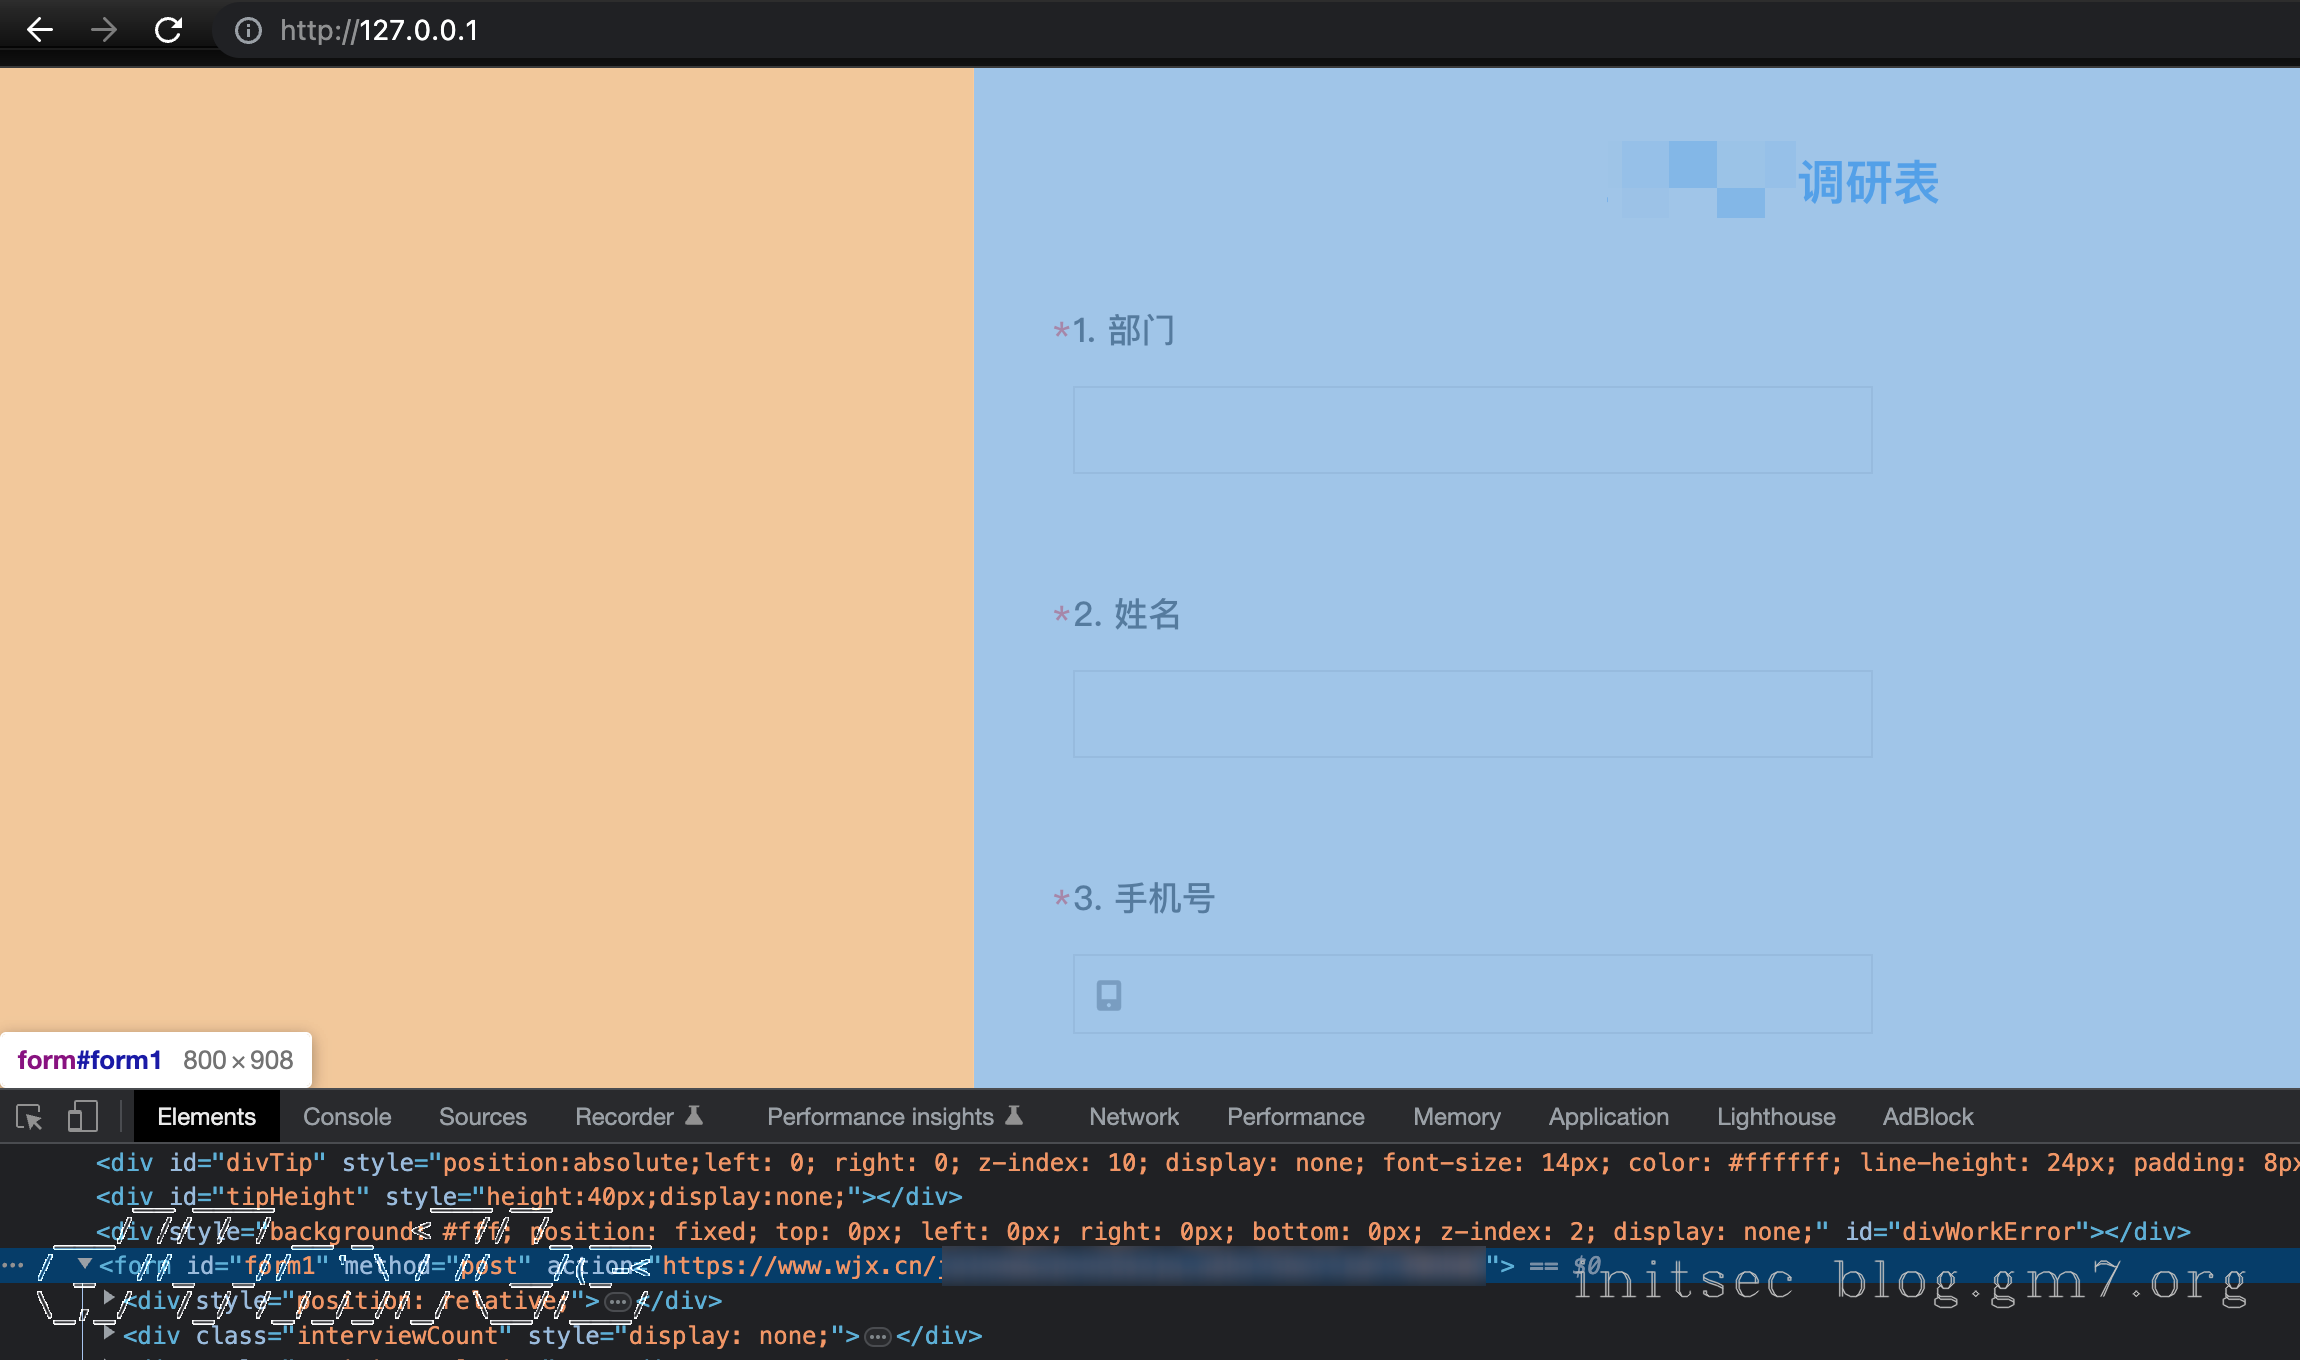 http://127.0.0.1
调研表
*1. 部门
*2. 姓名
*3. 手机号
form#form1 800×908
Elements Console Sources Recorder Performance insights Network Performance Memory Application Lighthouse AdBlock
<div id="divTip" style="position:absolute;left: 0; right: 0; z-index: 10; display: none; font-size: 14px; color: #ffffff; line-height: 24px; padding: 8px
<div id="tipHeight" style="height:40px;display:none;"></div>
<div style="background: #fff; position: fixed; top: 0px; left: 0px; right: 0px; bottom: 0px; z-index: 2; display: none;" id="divWorkError"></div>
<form id="form1" method="post" action="https://www.wjx.cn/j"> == $0
initsec blog.gm7.org
<div style="position: relative;">…</div>
<div class="interviewCount" style="display: none;">…</div>